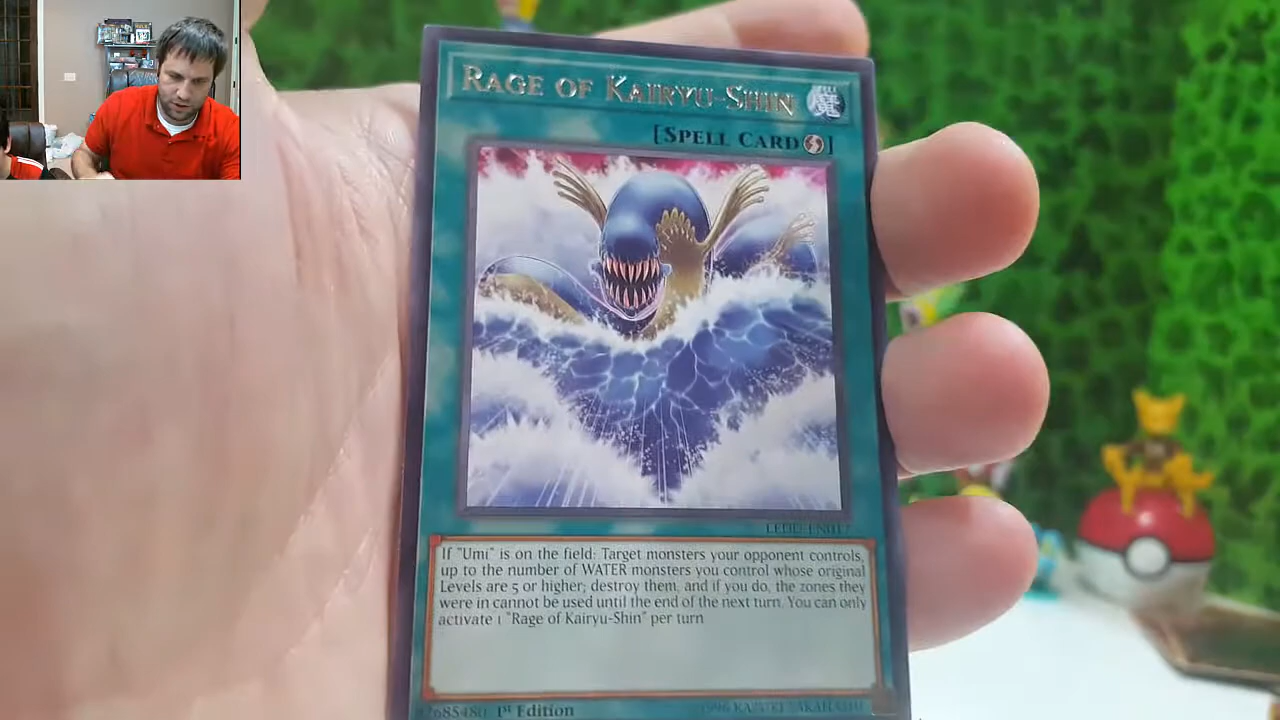 RAGE OF KAIRYU-SHIN 魔
[SPELL CARD]
If "Umi" is on the field: Target monsters your opponent controls,
up to the number of WATER monsters you control whose original
Levels are 5 or higher; destroy them, and if you do, the zones they
were in cannot be used until the end of the next turn. You can only
activate 1 "Rage of Kairyu-Shin" per turn
1st Edition
1996 KAZUKI TAKAHASHI